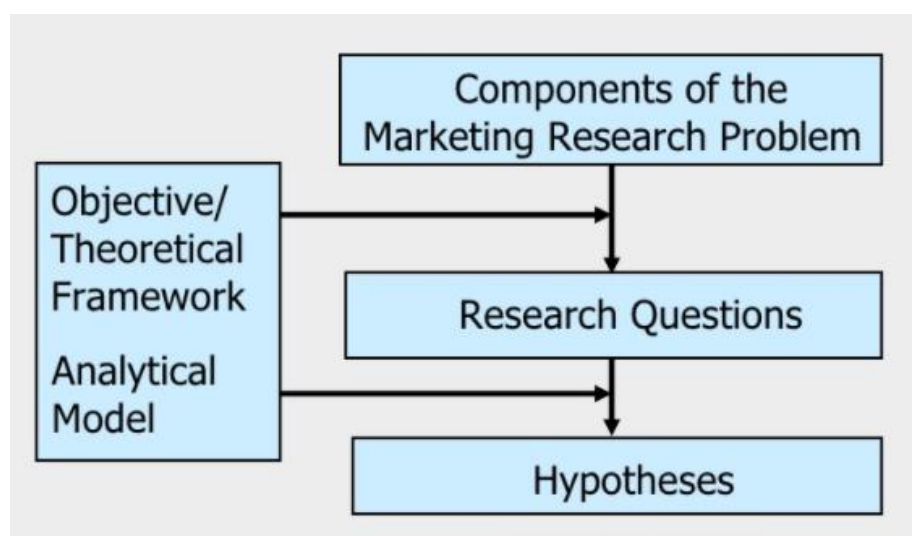 Components of the
Marketing Research Problem
Objective/
Theoretical
Framework
Analytical
Model
Research Questions
Hypotheses